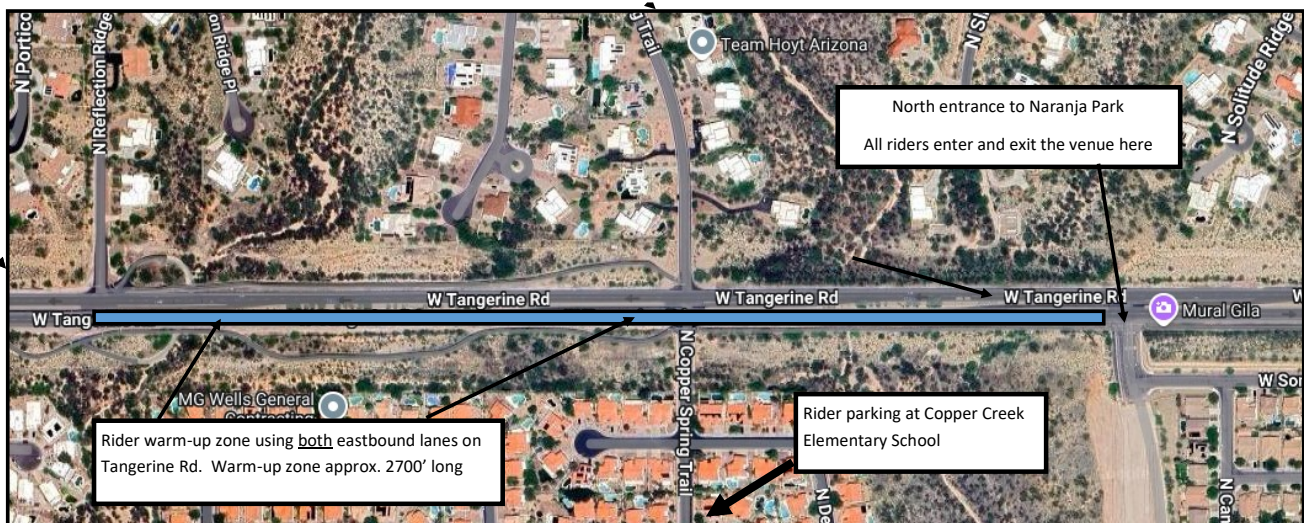 N Portico
N Reflection Ridge
on Ridge Pl
g Trail
Team Hoyt Arizona
N Solitude Ridge
North entrance to Naranja Park
All riders enter and exit the venue here
W Tangerine Rd
W Tangerine Rd
W Tangerine Rd
W Tang
Mural Gila
N Copper Spring Trail
MG Wells General
Contracting
Rider warm-up zone using both eastbound lanes on
Tangerine Rd. Warm-up zone approx. 2700’ long
Rider parking at Copper Creek
Elementary School
W Sor
N De
N Can